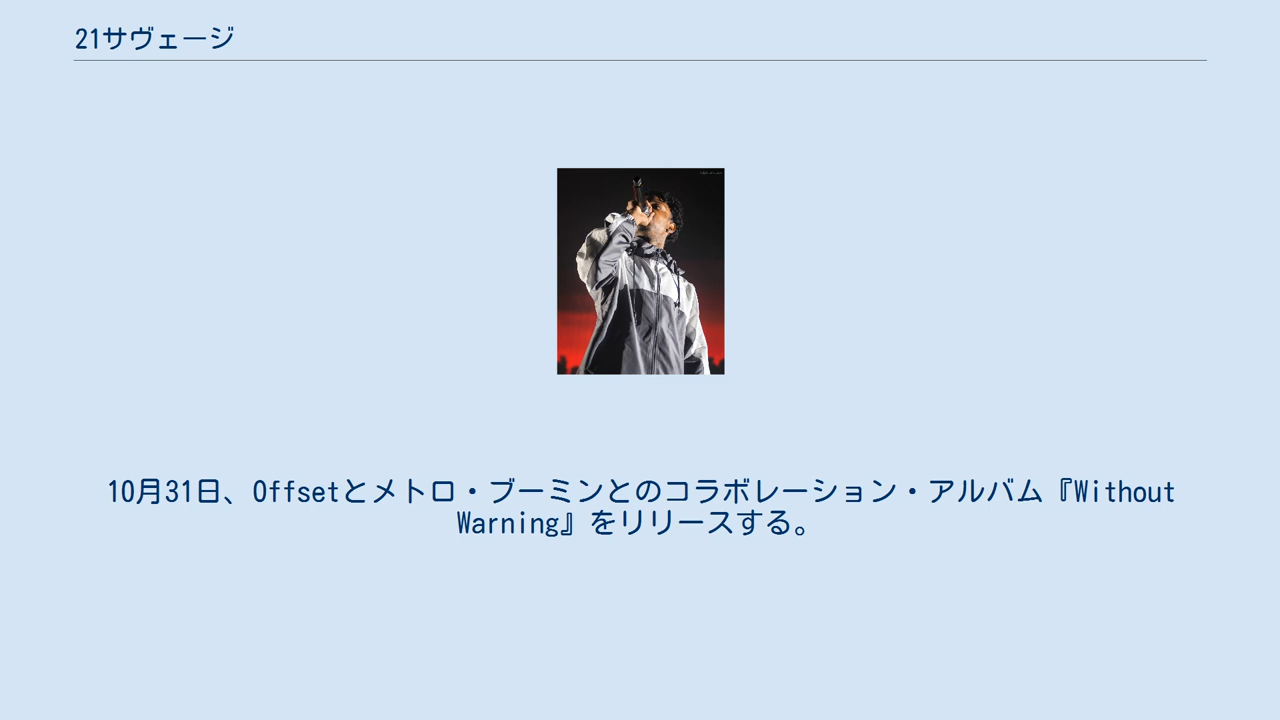 21サヴェージ
10月31日、Offsetとメトロ・ブーミンとのコラボレーション・アルバム『Without
Warning』をリリースする。